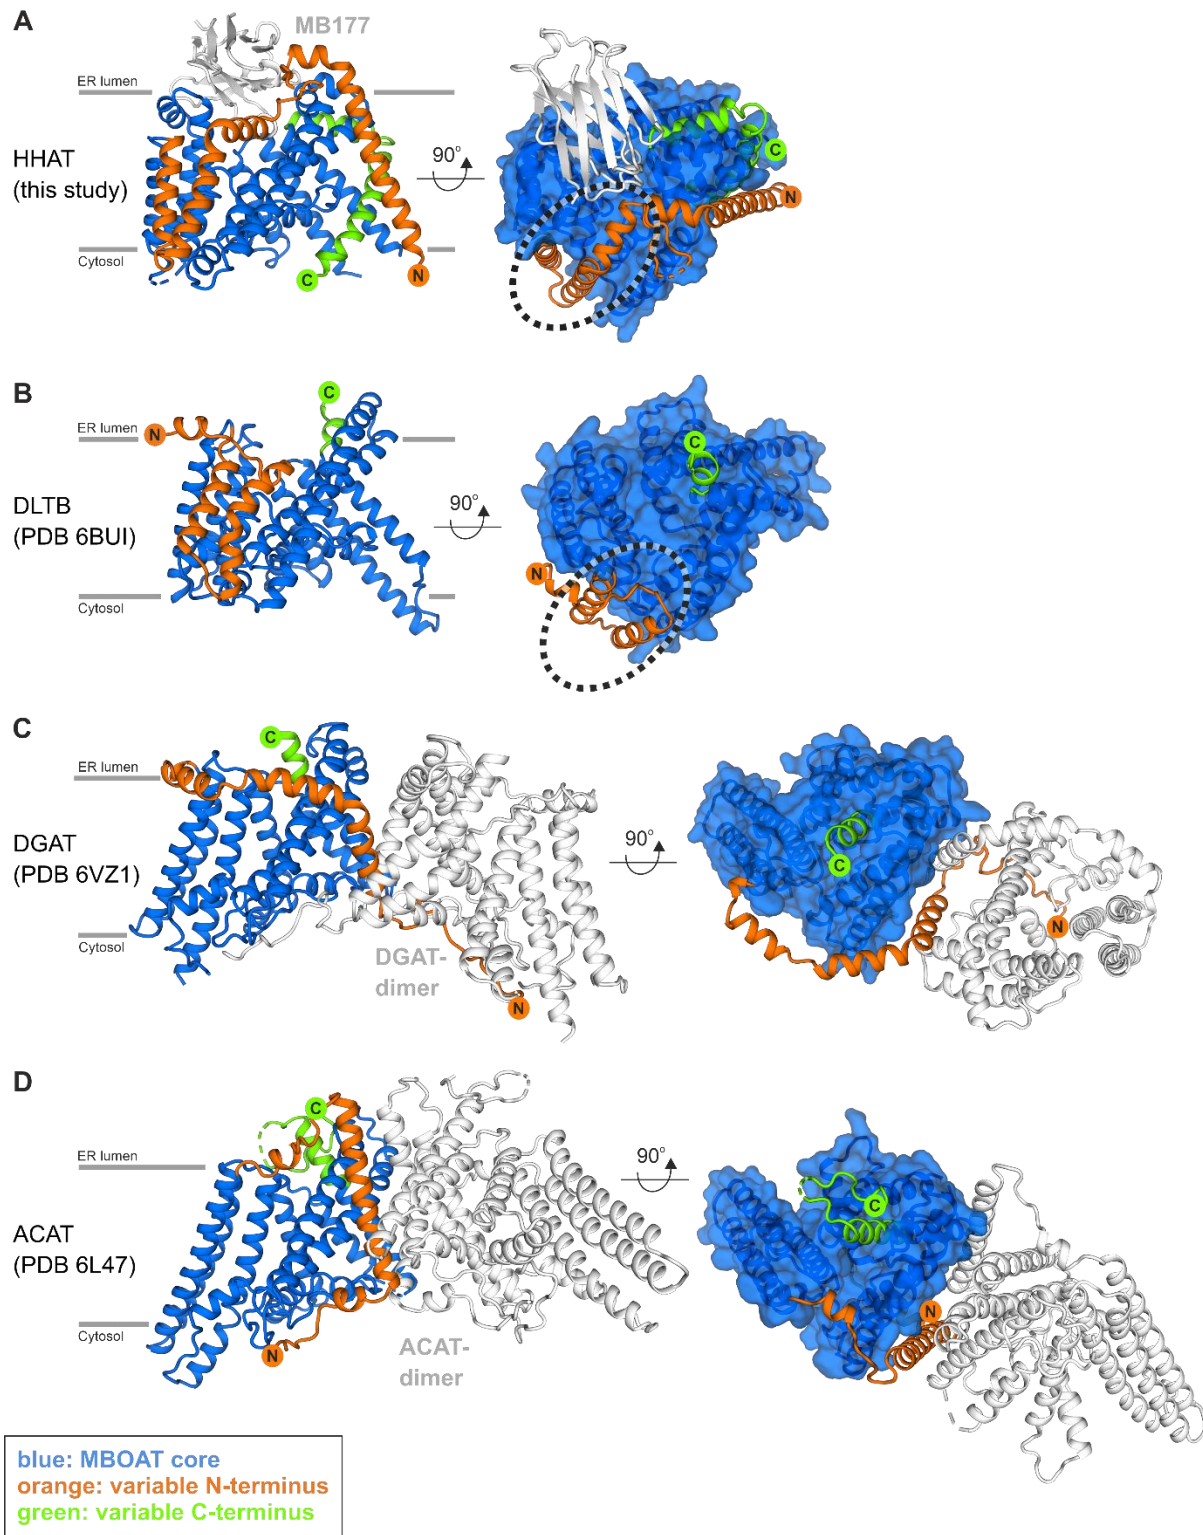 A
MB177
ER lumen
HHAT
(this study)
90°
C
N
Cytosol
C
N
B
C
ER lumen
N
C
90°
DLTB
(PDB 6BUI)
N
Cytosol
C
C
ER lumen
DGAT
(PDB 6VZ1)
90°
C
N
Cytosol
DGAT-
dimer
N
D
C
ER lumen
90°
C
ACAT
(PDB 6L47)
N
Cytosol
N
ACAT-
dimer
blue: MBOAT core
orange: variable N-terminus
green: variable C-terminus